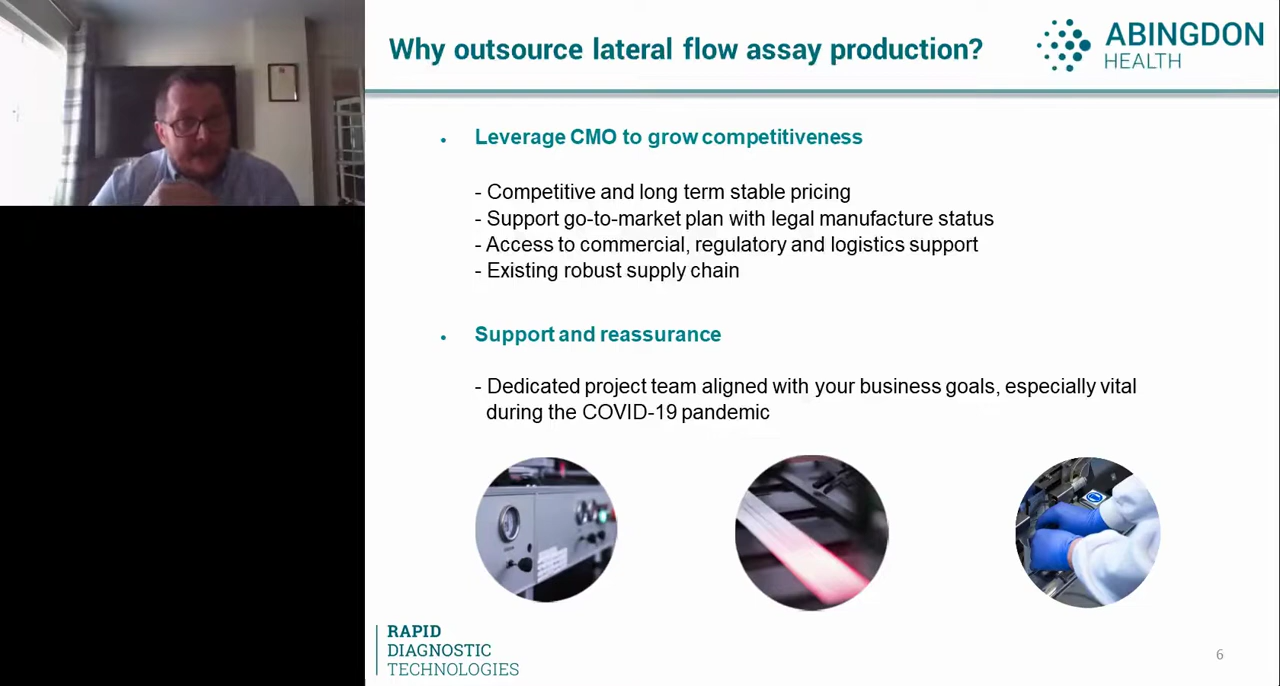 Why outsource lateral flow assay production?
ABINGDON
HEALTH
• Leverage CMO to grow competitiveness
- Competitive and long term stable pricing
- Support go-to-market plan with legal manufacture status
- Access to commercial, regulatory and logistics support
- Existing robust supply chain
• Support and reassurance
- Dedicated project team aligned with your business goals, especially vital
during the COVID-19 pandemic
RAPID
DIAGNOSTIC
TECHNOLOGIES
6